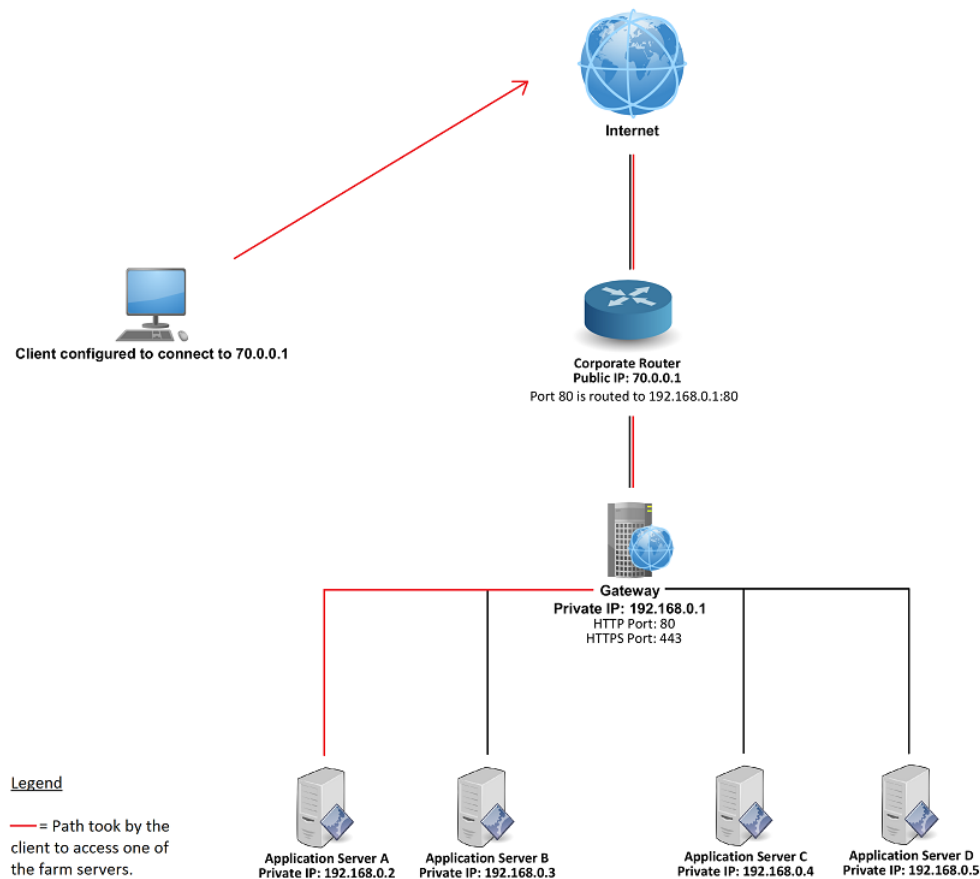 Internet
Client configured to connect to 70.0.0.1
Corporate Router
Public IP: 70.0.0.1
Port 80 is routed to 192.168.0.1:80
Gateway
Private IP: 192.168.0.1
HTTP Port: 80
HTTPS Port: 443
Legend
= Path took by the
client to access one of
the farm servers.
Application Server A
Private IP: 192.168.0.2
Application Server B
Private IP: 192.168.0.3
Application Server C
Private IP: 192.168.0.4
Application Server D
Private IP: 192.168.0.5